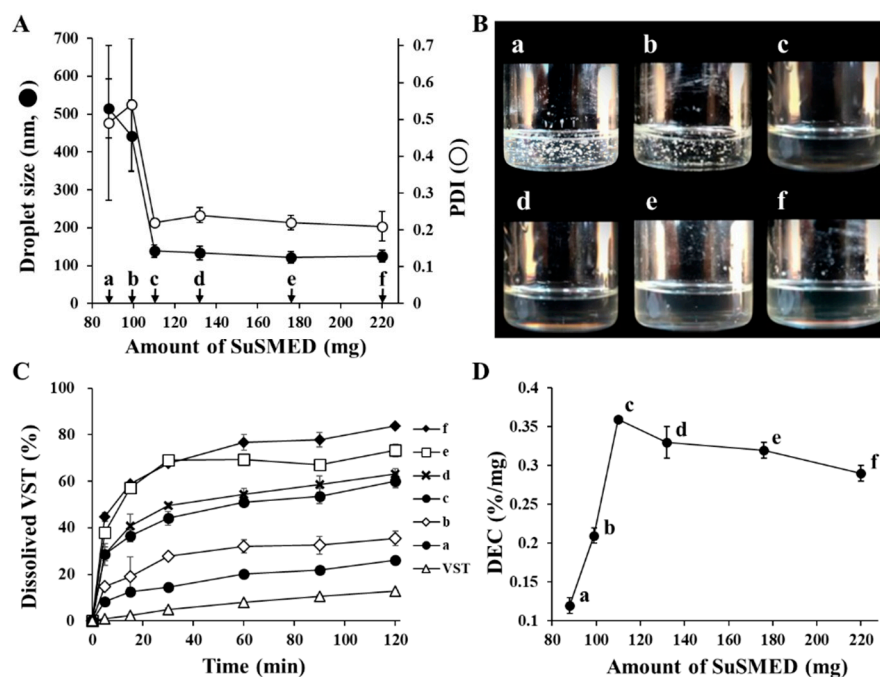 A
Droplet size (nm, ●)
700
600
500
400
300
200
100
0
0.7
0.6
0.5
0.4
0.3
0.2
0.1
0
PDI (○)
a b c d e f
80 100 120 140 160 180 200 220
Amount of SuSMED (mg)
B
a b c
d e f
C
Dissolived VST (%)
100
80
60
40
20
0
f
e
d
c
b
a
VST
0 20 40 60 80 100 120
Time (min)
D
DEC (%/mg)
0.4
0.35
0.3
0.25
0.2
0.15
0.1
a
b
c
d
e
f
80 100 120 140 160 180 200 220
Amount of SuSMED (mg)